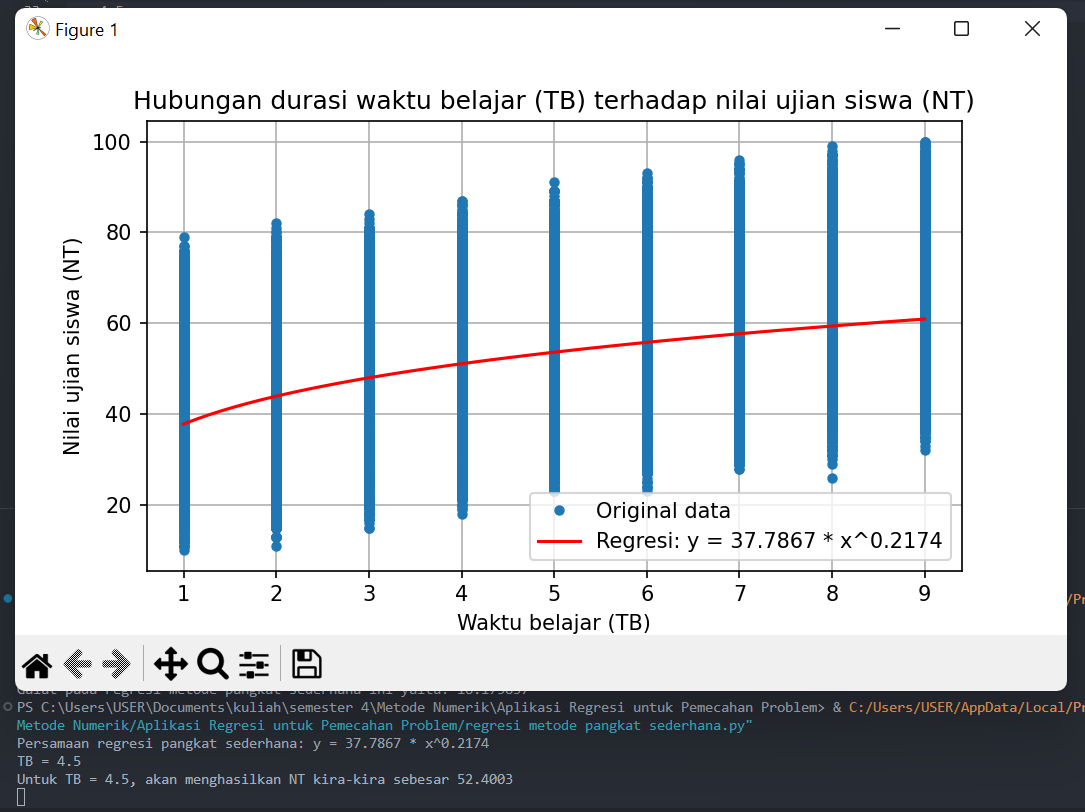 Figure 1
Hubungan durasi waktu belajar (TB) terhadap nilai ujian siswa (NT)
100
80
60
40
20
Nilai ujian siswa (NT)
Original data
Regresi: y = 37.7867 * x^0.2174
1 2 3 4 5 6 7 8 9
Waktu belajar (TB)
PS C:\Users\USER\Documents\kuliah\semester 4\Metode Numerik\Aplikasi Regresi untuk Pemecahan Problem> & C:/Users/USER/AppData/Local/Pr
Metode Numerik/Aplikasi Regresi untuk Pemecahan Problem/regresi metode pangkat sederhana.py"
Persamaan regresi pangkat sederhana: y = 37.7867 * x^0.2174
TB = 4.5
Untuk TB = 4.5, akan menghasilkan NT kira-kira sebesar 52.4003